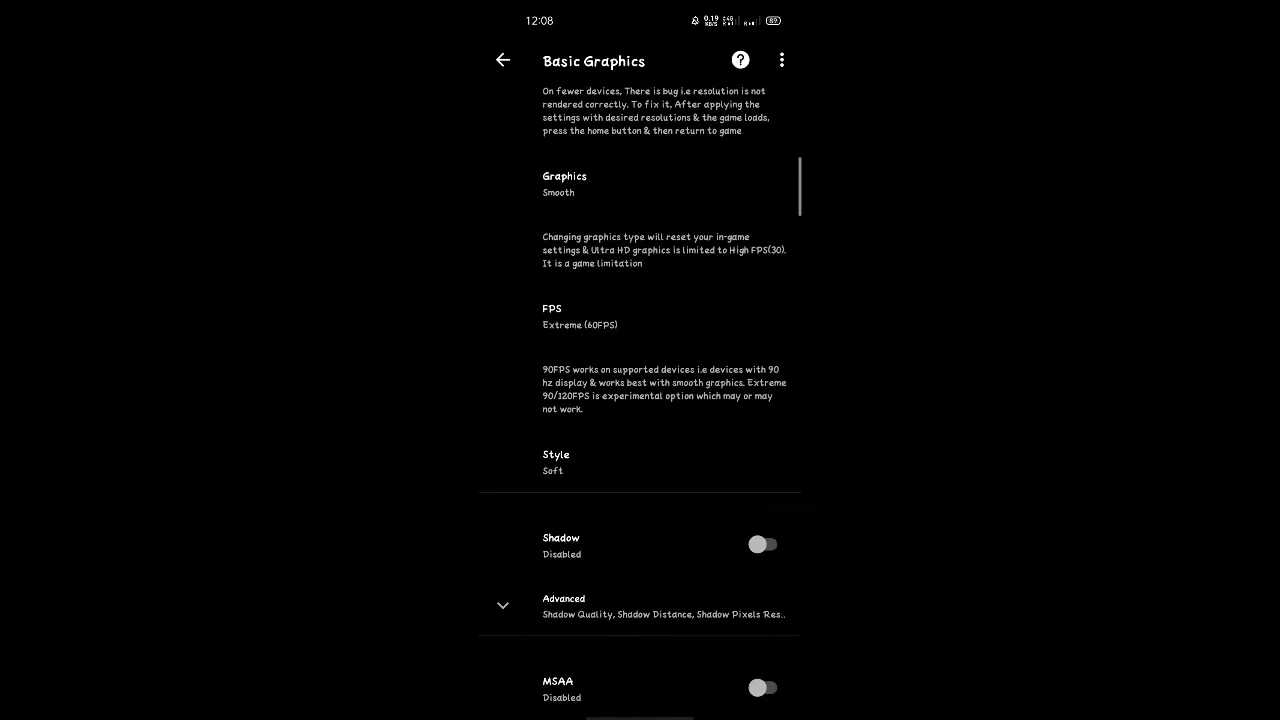 12:08
0.19
KB/S
Basic Graphics
On fewer devices, There is bug i.e resolution is not
rendered correctly. To fix it, After applying the
settings with desired resolutions & the game loads,
press the home button & then return to game
Graphics
Smooth
Changing graphics type will reset your in-game
settings & Ultra HD graphics is limited to High FPS(30).
It is a game limitation
FPS
Extreme (60FPS)
90FPS works on supported devices i.e devices with 90
hz display & works best with smooth graphics. Extreme
90/120FPS is experimental option which may or may
not work.
Style
Soft
Shadow
Disabled
Advanced
Shadow Quality, Shadow Distance, Shadow Pixels Res..
MSAA
Disabled